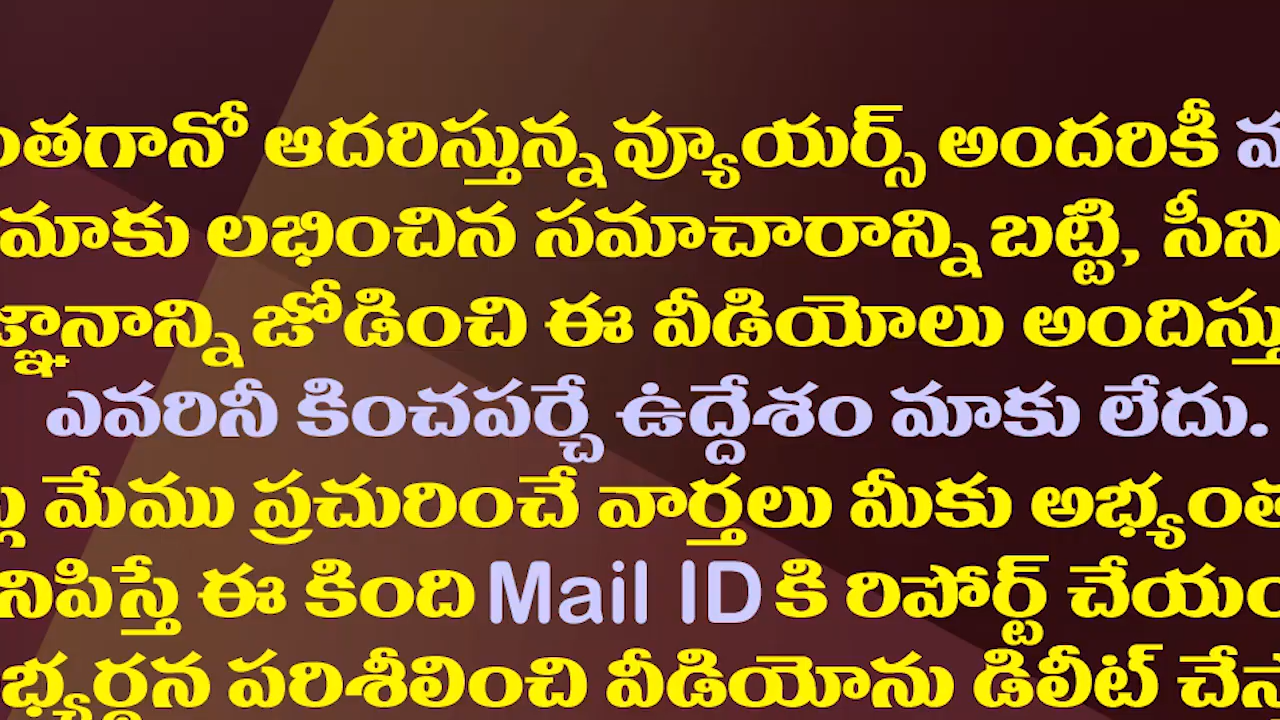 ఆదరిస్తున్న వ్యూయర్స్ అందరికీ
మాకు లభించిన సమాచారాన్ని బట్టి,
జోడించి ఈ వీడియోలు
ఎవరినీ కించపర్చే ఉద్దేశం మాకు లేదు.
మేము ప్రచురించే వార్తలు మీకు
ఈ కింది Mail ID కి రిపోర్ట్
పరిశీలించి వీడియోను డిలీట్